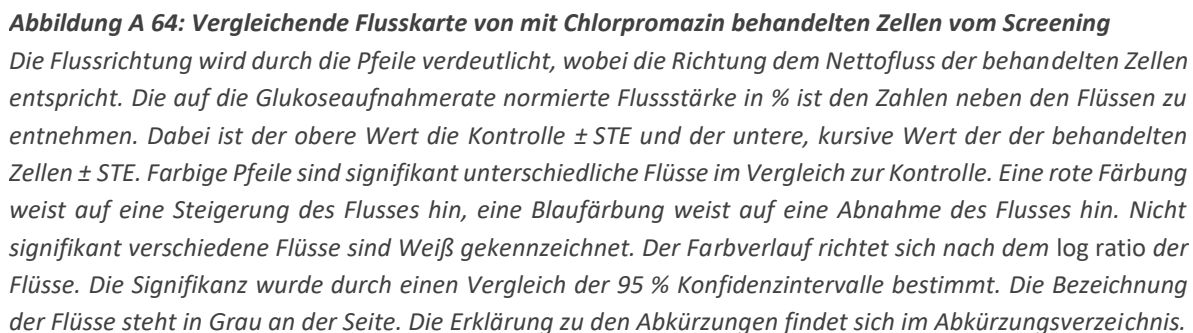 Abbildung A 64: Vergleichende Flusskarte von mit Chlorpromazin behandelten Zellen vom Screening
Die Flussrichtung wird durch die Pfeile verdeutlicht, wobei die Richtung dem Nettofluss der behandelten Zellen
entspricht. Die auf die Glukoseaufnahmerate normierte Flussstärke in % ist den Zahlen neben den Flüssen zu
entnehmen. Dabei ist der obere Wert die Kontrolle ± STE und der untere, kursive Wert der der behandelten
Zellen ± STE. Farbige Pfeile sind signifikant unterschiedliche Flüsse im Vergleich zur Kontrolle. Eine rote Färbung
weist auf eine Steigerung des Flusses hin, eine Blaufärbung weist auf eine Abnahme des Flusses hin. Nicht
signifikant verschiedene Flüsse sind Weiß gekennzeichnet. Der Farbverlauf richtet sich nach dem log ratio der
Flüsse. Die Signifikanz wurde durch einen Vergleich der 95 % Konfidenzintervalle bestimmt. Die Bezeichnung
der Flüsse steht in Grau an der Seite. Die Erklärung zu den Abkürzungen findet sich im Abkürzungsverzeichnis.